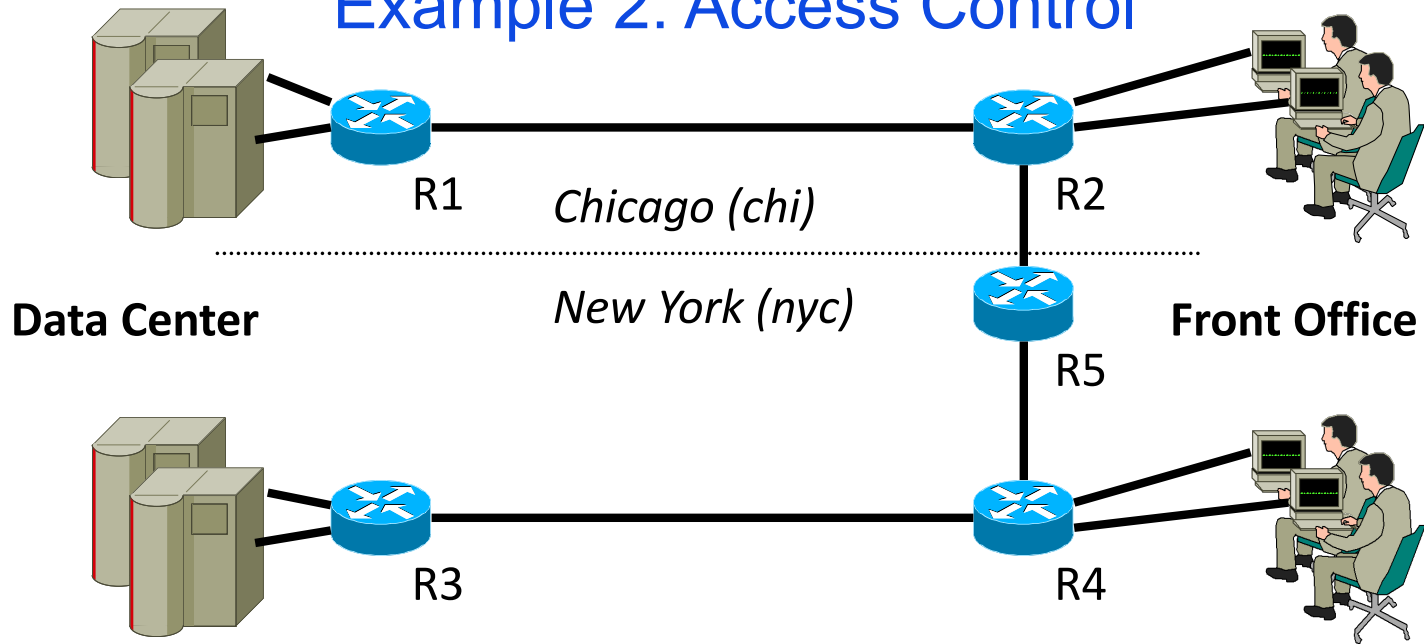 Example 2: Access Control
R1
R2
Chicago (chi)
New York (nyc)
Data Center
Front Office
R5
R3
R4